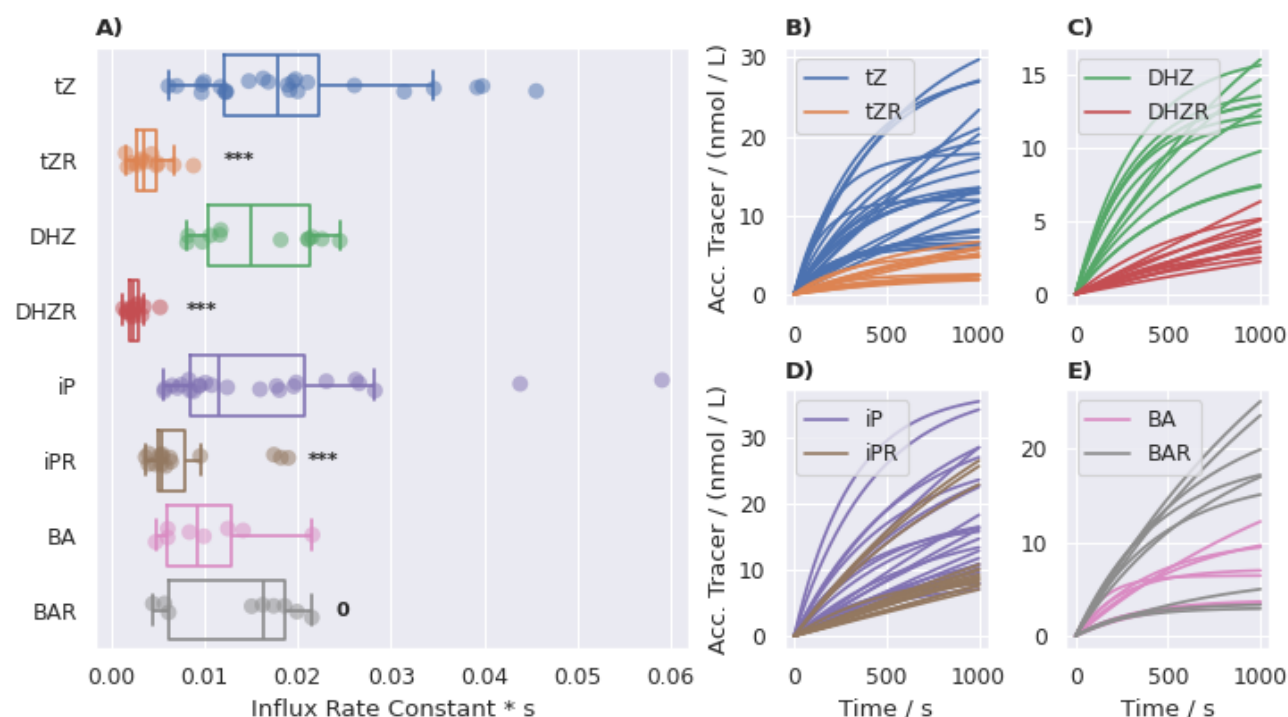 A)
tZ
tZR
***
DHZ
DHZR
***
iP
iPR
***
BA
BAR
0
0.00 0.01 0.02 0.03 0.04 0.05 0.06
Influx Rate Constant * s
B)
Acc. Tracer / (nmol / L)
30
20
10
0
tZ
tZR
0 500 1000
C)
15
10
5
0
DHZ
DHZR
0 500 1000
D)
Acc. Tracer / (nmol / L)
30
20
10
0
iP
iPR
0 500 1000
Time / s
E)
20
10
0
BA
BAR
0 500 1000
Time / s